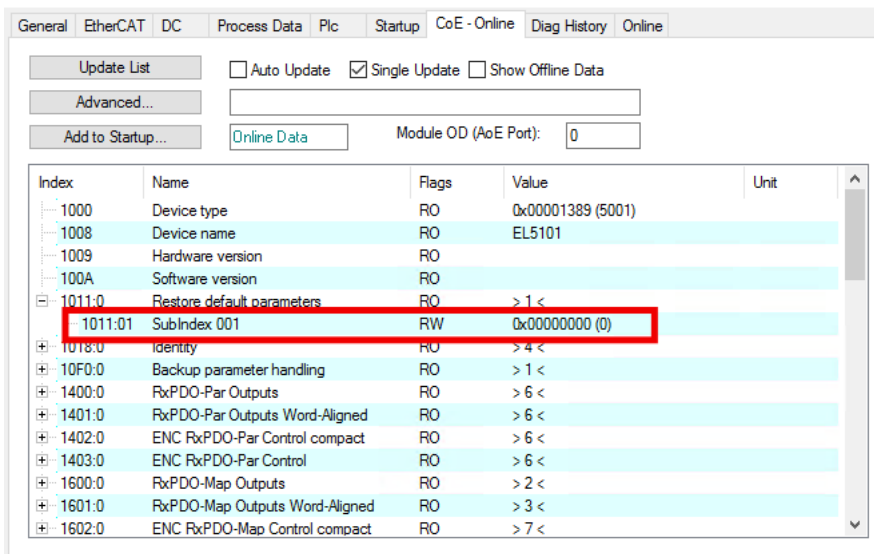 General EtherCAT DC Process Data Plc Startup CoE - Online Diag History Online
Update List Auto Update Single Update Show Offline Data
Advanced...
Add to Startup... Online Data Module OD (AoE Port): 0
Index Name Flags Value Unit
1000 Device type RO 0x00001389 (5001)
1008 Device name RO EL5101
1009 Hardware version RO
100A Software version RO
1011:0 Restore default parameters RO > 1 <
1011:01 SubIndex 001 RW 0x00000000 (0)
1018:0 Identity RO > 4 <
10F0:0 Backup parameter handling RO > 1 <
1400:0 RxPDO-Par Outputs RO > 6 <
1401:0 RxPDO-Par Outputs Word-Aligned RO > 6 <
1402:0 ENC RxPDO-Par Control compact RO > 6 <
1403:0 ENC RxPDO-Par Control RO > 6 <
1600:0 RxPDO-Map Outputs RO > 2 <
1601:0 RxPDO-Map Outputs Word-Aligned RO > 3 <
1602:0 ENC RxPDO-Map Control compact RO > 7 <